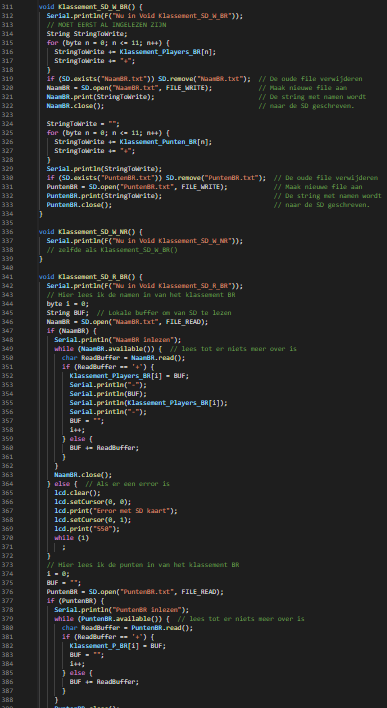 311 void Klassement_SD_W_BR() {
312 Serial.println(F("Nu in Void Klassement_SD_W_BR"));
313 // MOET EERST AL INGELEZEN ZIJN
314 String StringToWrite;
315 for (byte n = 0; n <= 11; n++) {
316 StringToWrite += Klassement_Players_BR[n];
317 StringToWrite += "+";
318 }
319 if (SD.exists("NaamBR.txt")) SD.remove("NaamBR.txt"); // De oude file verwijderen
320 NaamBR = SD.open("NaamBR.txt", FILE_WRITE); // Maak nieuwe file aan
321 NaamBR.print(StringToWrite); // De string met namen wordt
322 NaamBR.close(); // naar de SD geschreven.
323
324 StringToWrite = "";
325 for (byte n = 0; n <= 11; n++) {
326 StringToWrite += Klassement_Punten_BR[n];
327 StringToWrite += "+";
328 }
329 Serial.println(StringToWrite);
330 if (SD.exists("PuntenBR.txt")) SD.remove("PuntenBR.txt"); // De oude file verwijderen
331 PuntenBR = SD.open("PuntenBR.txt", FILE_WRITE); // Maak nieuwe file aan
332 PuntenBR.print(StringToWrite); // De string met namen wordt
333 PuntenBR.close(); // naar de SD geschreven.
334 }
335
336 void Klassement_SD_W_NR() {
337 Serial.println(F("Nu in Void Klassement_SD_W_NR"));
338 // zelfde als Klassement_SD_W_BR()
339 }
340
341 void Klassement_SD_R_BR() {
342 Serial.println(F("Nu in Void Klassement_SD_R_BR"));
343 // Hier lees ik de namen in van het klassement BR
344 byte i = 0;
345 String BUF; // Lokale buffer om van SD te lezen
346 NaamBR = SD.open("NaamBR.txt", FILE_READ);
347 if (NaamBR) {
348 Serial.println("NaamBR inlezen");
349 while (NaamBR.available()) { // lees tot er niets meer over is
350 char ReadBuffer = NaamBR.read();
351 if (ReadBuffer == '+') {
352 Klassement_Players_BR[i] = BUF;
353 Serial.println("-");
354 Serial.println(BUF);
355 Serial.println(Klassement_Players_BR[i]);
356 Serial.println("-");
357 BUF = "";
358 i++;
359 } else {
360 BUF += ReadBuffer;
361 }
362 }
363 NaamBR.close();
364 } else { // Als er een error is
365 lcd.clear();
366 lcd.setCursor(0, 0);
367 lcd.print("Error met SD kaart");
368 lcd.setCursor(0, 1);
369 lcd.print("550");
370 while (1)
371 ;
372 }
373 // Hier lees ik de punten in van het klassement BR
374 i = 0;
375 BUF = "";
376 PuntenBR = SD.open("PuntenBR.txt", FILE_READ);
377 if (PuntenBR) {
378 Serial.println("PuntenBR inlezen");
379 while (PuntenBR.available()) { // lees tot er niets meer over is
380 char ReadBuffer = PuntenBR.read();
381 if (ReadBuffer == '+') {
382 Klassement_P_BR[i] = BUF;
383 BUF = "";
384 i++;
385 } else {
386 BUF += ReadBuffer;
387 }
388 }